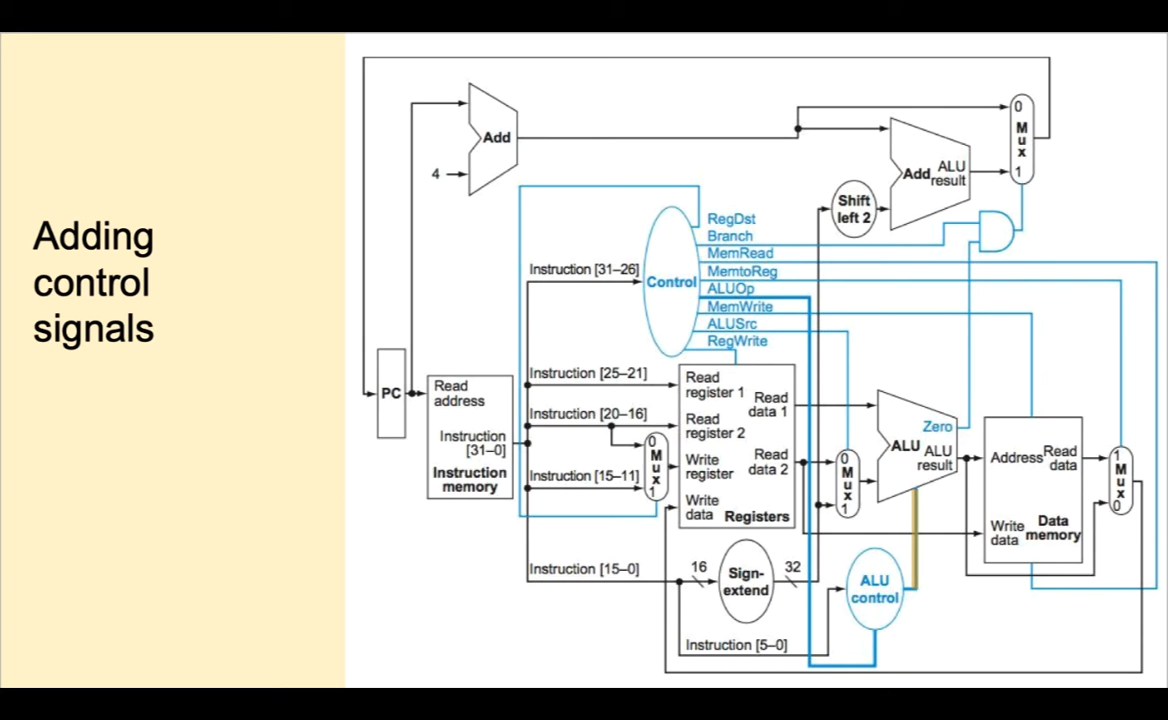 Adding
control
signals
Add
4
0
M
u
x
1
Add
ALU
result
Shift
left 2
RegDst
Branch
MemRead
MemtoReg
ALUOp
MemWrite
ALUSrc
RegWrite
Control
Instruction [31–26]
Instruction [25–21]
Instruction [20–16]
Instruction [15–11]
Instruction [15–0]
Instruction [5–0]
PC
Read
address
Instruction
[31–0]
Instruction
memory
0
M
u
x
1
Read
register 1
Read
register 2
Write
register
Write
data
Read
data 1
Read
data 2
Registers
0
M
u
x
1
Zero
ALU
ALU
result
Address
Read
data
Write
data
Data
memory
1
M
u
x
0
16
Sign-
extend
32
ALU
control